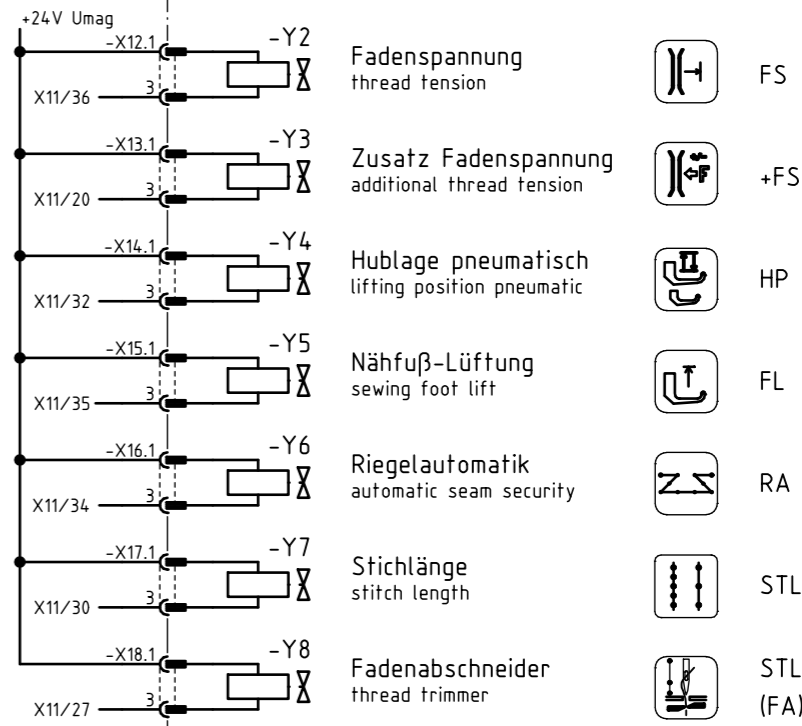 +24V Umag
-X12.1
-Y2
Fadenspannung
thread tension
FS
X11/36
3
-X13.1
-Y3
Zusatz Fadenspannung
additional thread tension
F
+FS
X11/20
3
-X14.1
-Y4
Hublage pneumatisch
lifting position pneumatic
HP
X11/32
3
-X15.1
-Y5
Nähfuß-Lüftung
sewing foot lift
FL
X11/35
3
-X16.1
-Y6
Riegelautomatik
automatic seam security
RA
X11/34
3
-X17.1
-Y7
Stichlänge
stitch length
STL
X11/30
3
-X18.1
-Y8
Fadenabschneider
thread trimmer
STL
(FA)
X11/27
3